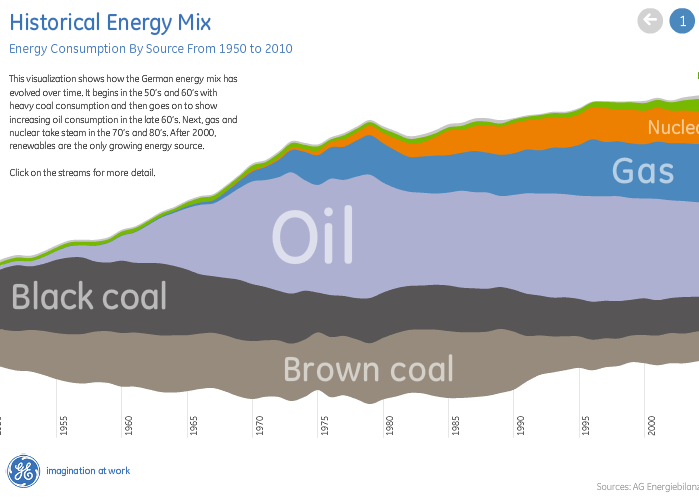 Historical Energy Mix
1
Energy Consumption By Source From 1950 to 2010
This visualization shows how the German energy mix has
evolved over time. It begins in the 50's and 60's with
heavy coal consumption and then goes on to show
increasing oil consumption in the late 60's. Next, gas and
nuclear take steam in the 70's and 80's. After 2000,
renewables are the only growing energy source.
Click on the streams for more detail.
Nuclea
Gas
Oil
Black coal
Brown coal
1955
1960
1965
1970
1975
1980
1985
1990
1995
2000
GE
imagination at work
Sources: AG Energiebilanz